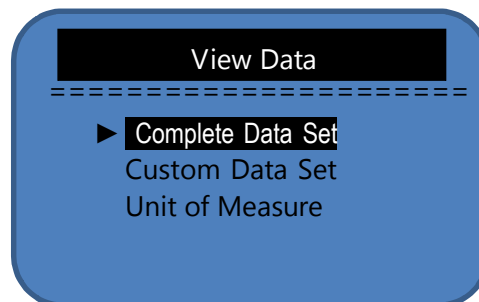 View Data
========================
► Complete Data Set
Custom Data Set
Unit of Measure